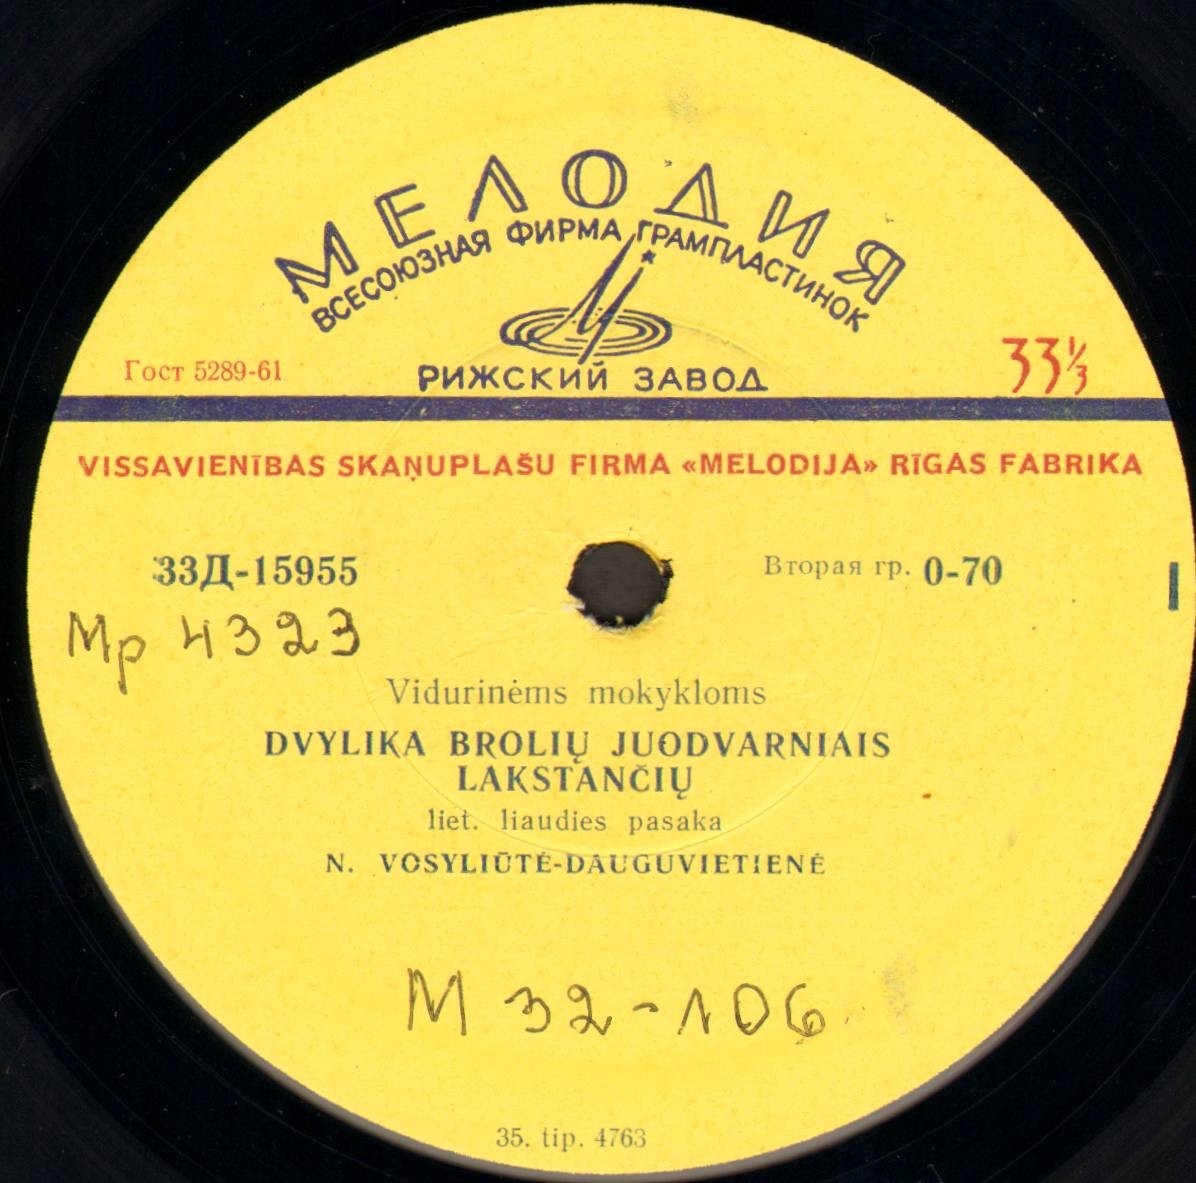 МЕЛОДИЯ
ВСЕСОЮЗНАЯ ФИРМА ГРАМПЛАСТИНОК
Гост 5289-61
РИЖСКИЙ ЗАВОД
33⅓
VISSAVIENĪBAS SKAŅUPLAŠU FIRMA «MELODIJA» RĪGAS FABRIKA
33Д-15955
Вторая гр. 0-70
I
Mp 4323
Vidurinėms mokykloms
DVYLIKA BROLIŲ JUODVARNIAIS
LAKSTANČIŲ
liet. liaudies pasaka
N. VOSYLIŪTĖ-DAUGUVIETIENĖ
M 32-106
35. tip. 4763